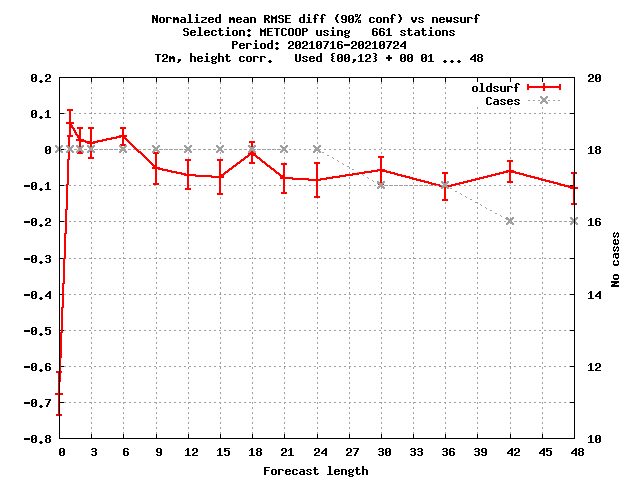 Normalized mean RMSE diff (90% conf) vs newsurf
Selection: METCOOP using   661 stations
Period: 20210716-20210724
T2m, height corr.   Used {00,12} + 00 01 ... 48
oldsurf
Cases
0.2
0.1
0
-0.1
-0.2
-0.3
-0.4
-0.5
-0.6
-0.7
-0.8
20
18
16
14
12
10
No cases
0 3 6 9 12 15 18 21 24 27 30 33 36 39 42 45 48
Forecast length